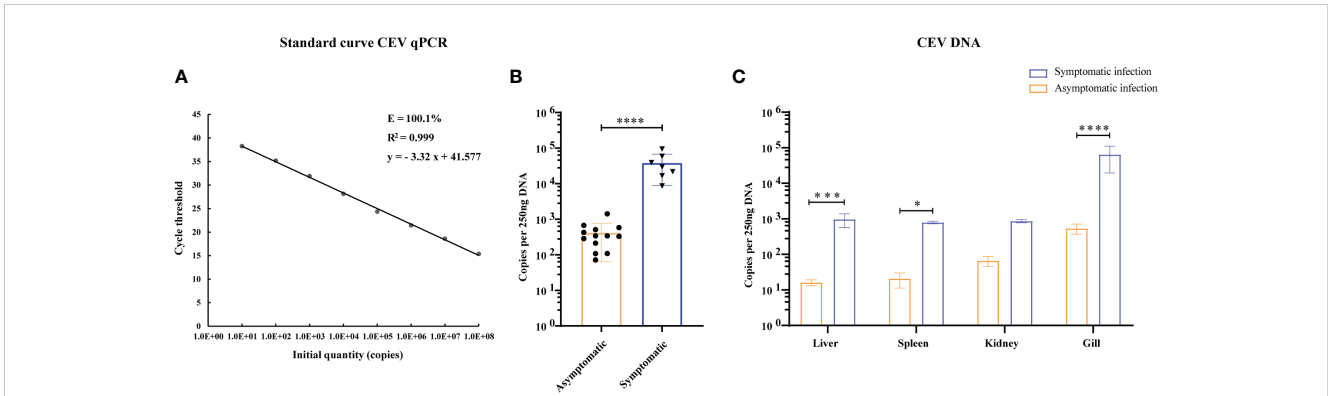 Standard curve CEV qPCR
CEV DNA
A
B
C
Symptomatic infection
Asymptomatic infection
E = 100.1%
R² = 0.999
y = - 3.32 x + 41.577
Cycle threshold
45
40
35
30
25
20
15
10
5
0
1.0E+00 1.0E+01 1.0E+02 1.0E+03 1.0E+04 1.0E+05 1.0E+06 1.0E+07 1.0E+08
Initial quantity (copies)
Copies per 250ng DNA
10⁶
10⁵
10⁴
10³
10²
10¹
10⁰
****
Asymptomatic
Symptomatic
Copies per 250ng DNA
10⁶
10⁵
10⁴
10³
10²
10¹
10⁰
***
*
****
Liver Spleen Kidney Gill